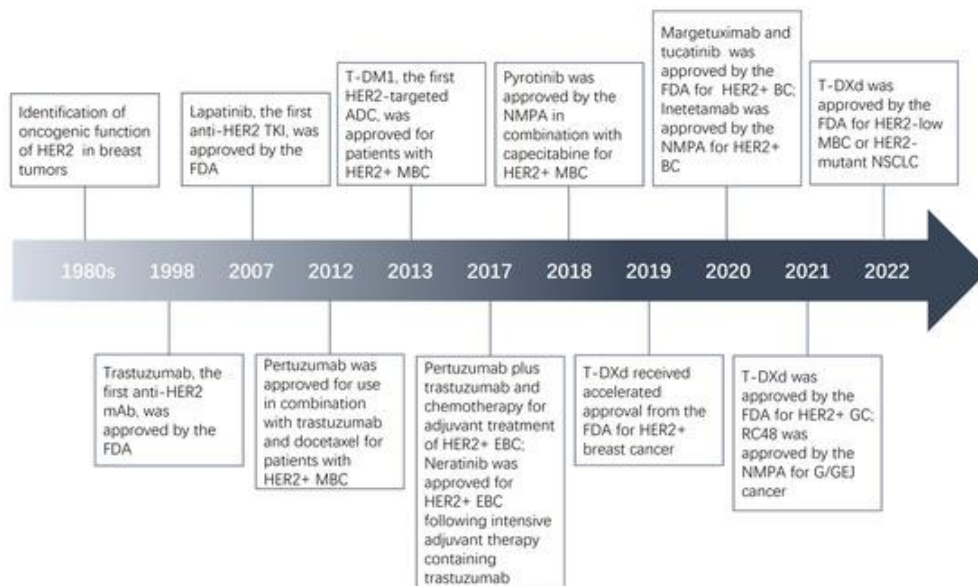 Identification of
oncogenic function
of HER2 in breast
tumors
Lapatinib, the first
anti-HER2 TKI, was
approved by the
FDA
T-DM1, the first
HER2-targeted
ADC, was
approved for
patients with
HER2+ MBC
Pyrotinib was
approved by the
NMPA in
combination with
capecitabine for
HER2+ MBC
Margetuximab and
tucatinib was
approved by the
FDA for HER2+ BC;
Inetetamab was
approved by the
NMPA for HER2+
BC
T-DXd was
approved by the
FDA for HER2-low
MBC or HER2-
mutant NSCLC
1980s 1998 2007 2012 2013 2017 2018 2019 2020 2021 2022
Trastuzumab, the
first anti-HER2
mAb, was
approved by the
FDA
Pertuzumab was
approved for use
in combination
with trastuzumab
and docetaxel for
patients with
HER2+ MBC
Pertuzumab plus
trastuzumab and
chemotherapy for
adjuvant treatment
of HER2+ EBC;
Neratinib was
approved for
HER2+ EBC
following intensive
adjuvant therapy
containing
trastuzumab
T-DXd received
accelerated
approval from the
FDA for HER2+
breast cancer
T-DXd was
approved by the
FDA for HER2+ GC;
RC48 was
approved by the
NMPA for G/GEJ
cancer